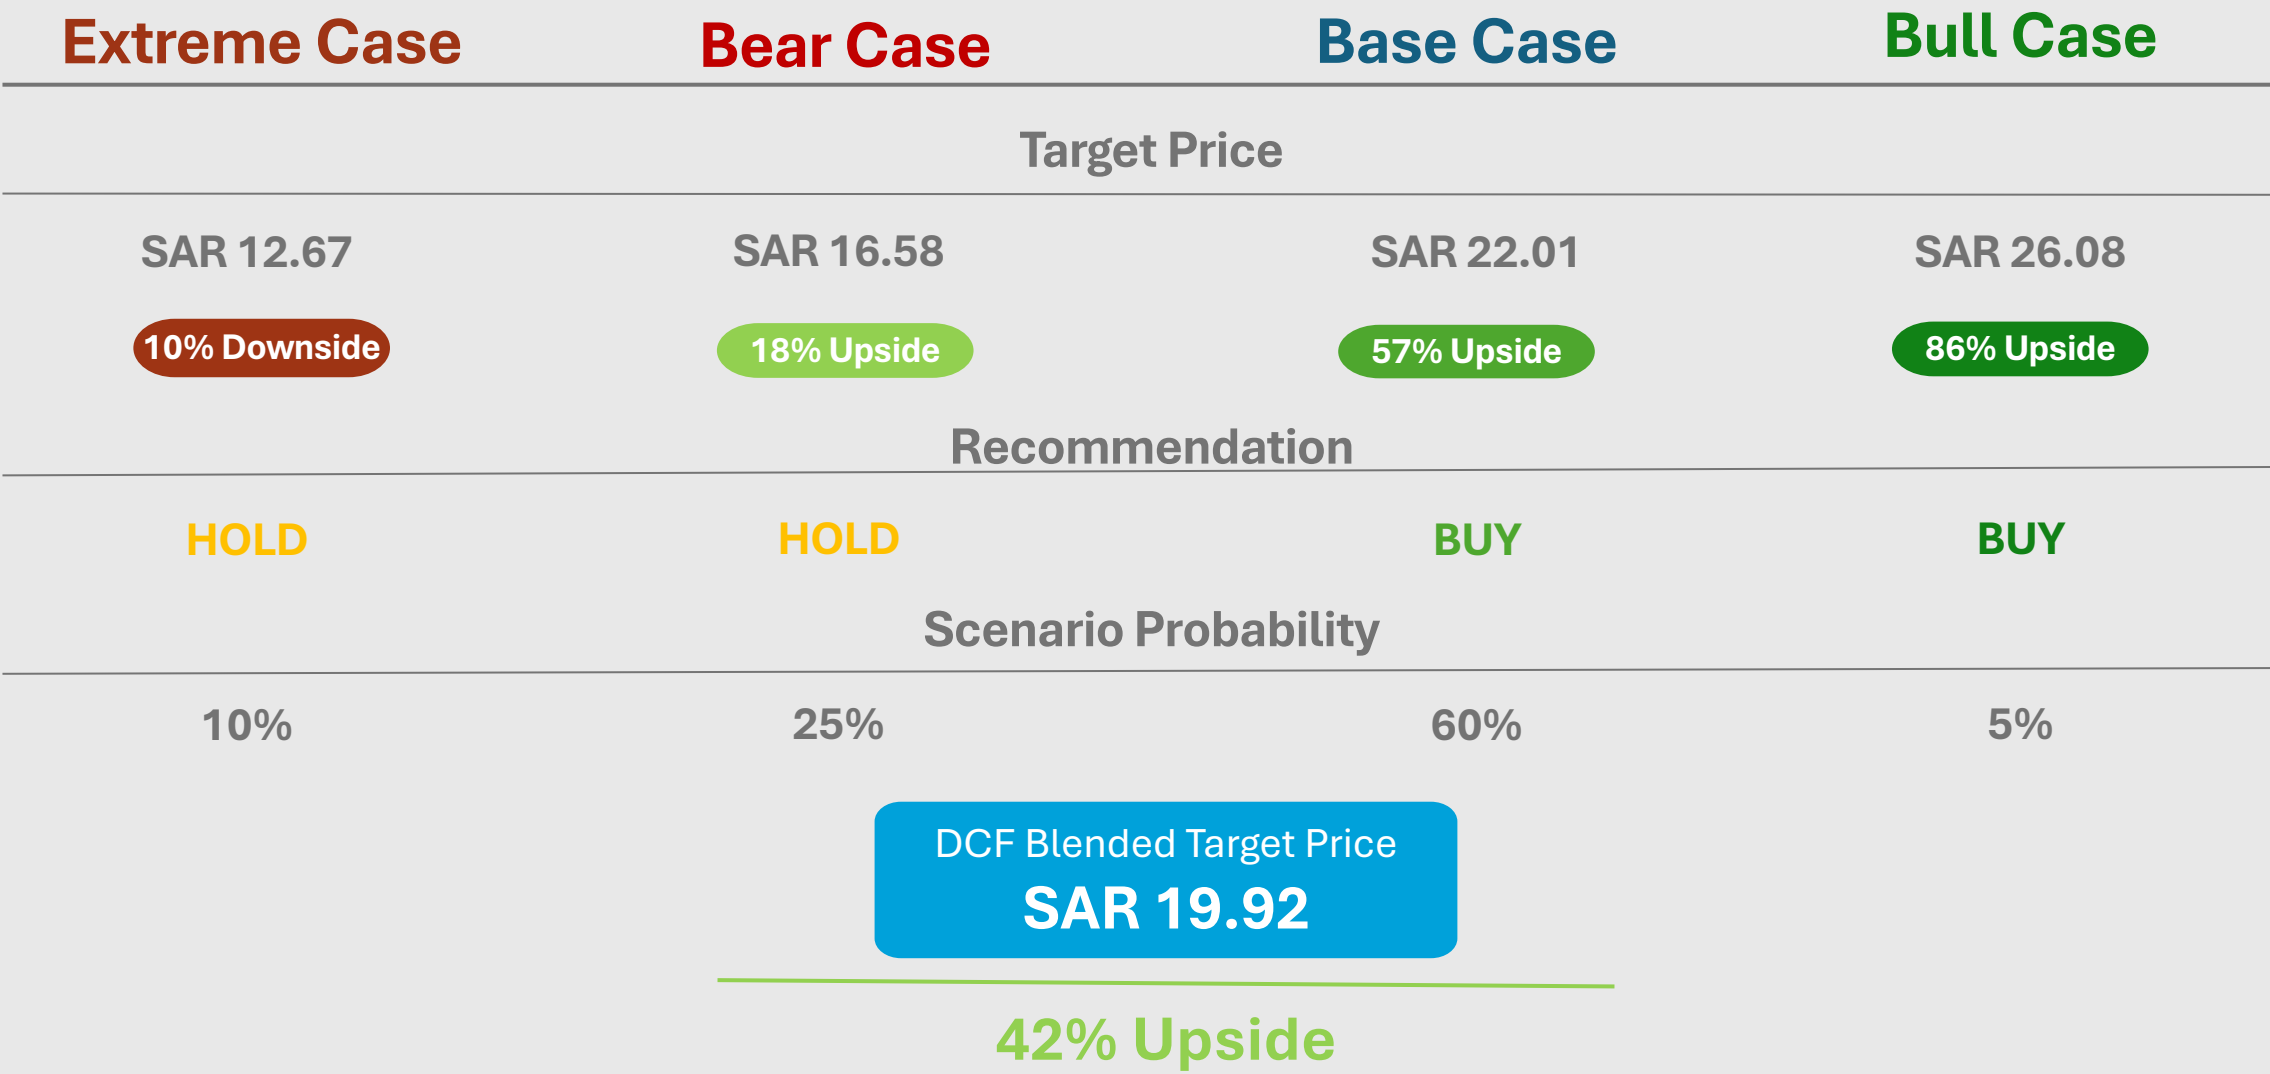 Extreme Case Bear Case Base Case Bull Case
Target Price
SAR 12.67 SAR 16.58 SAR 22.01 SAR 26.08
10% Downside 18% Upside 57% Upside 86% Upside
Recommendation
HOLD HOLD BUY BUY
Scenario Probability
10% 25% 60% 5%
DCF Blended Target Price
SAR 19.92
42% Upside